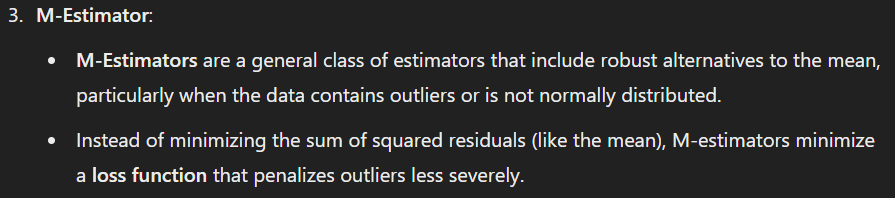 3. M-Estimator:
• M-Estimators are a general class of estimators that include robust alternatives to the mean,
particularly when the data contains outliers or is not normally distributed.
• Instead of minimizing the sum of squared residuals (like the mean), M-estimators minimize
a loss function that penalizes outliers less severely.